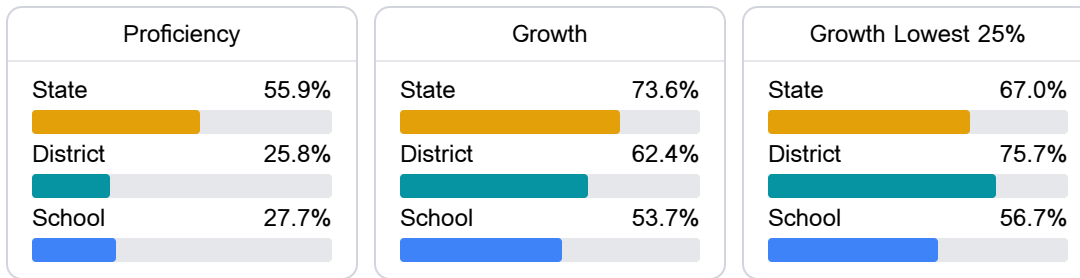 Proficiency
State 55.9%
District 25.8%
School 27.7%
Growth
State 73.6%
District 62.4%
School 53.7%
Growth Lowest 25%
State 67.0%
District 75.7%
School 56.7%